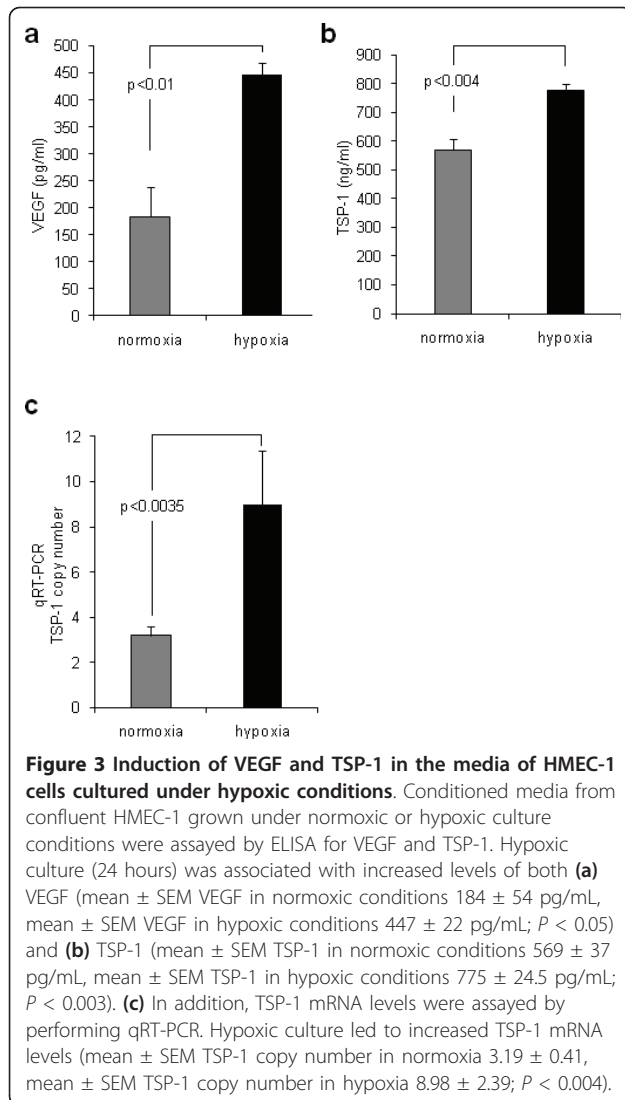 a
500
450
400
350
300
250
200
150
100
50
0
VEGF (pg/ml)
p<0.01
normoxia hypoxia
b
900
800
700
600
500
400
300
200
100
0
TSP-1 (ng/ml)
p<0.004
normoxia hypoxia
c
12
10
8
6
4
2
0
qRT-PCR
TSP-1 copy number
p<0.0035
normoxia hypoxia
Figure 3 Induction of VEGF and TSP-1 in the media of HMEC-1
cells cultured under hypoxic conditions. Conditioned media from
confluent HMEC-1 grown under normoxic or hypoxic culture
conditions were assayed by ELISA for VEGF and TSP-1. Hypoxic
culture (24 hours) was associated with increased levels of both (a)
VEGF (mean ± SEM VEGF in normoxic conditions 184 ± 54 pg/mL,
mean ± SEM VEGF in hypoxic conditions 447 ± 22 pg/mL; P < 0.05)
and (b) TSP-1 (mean ± SEM TSP-1 in normoxic conditions 569 ± 37
pg/mL, mean ± SEM TSP-1 in hypoxic conditions 775 ± 24.5 pg/mL;
P < 0.003). (c) In addition, TSP-1 mRNA levels were assayed by
performing qRT-PCR. Hypoxic culture led to increased TSP-1 mRNA
levels (mean ± SEM TSP-1 copy number in normoxia 3.19 ± 0.41,
mean ± SEM TSP-1 copy number in hypoxia 8.98 ± 2.39; P < 0.004).